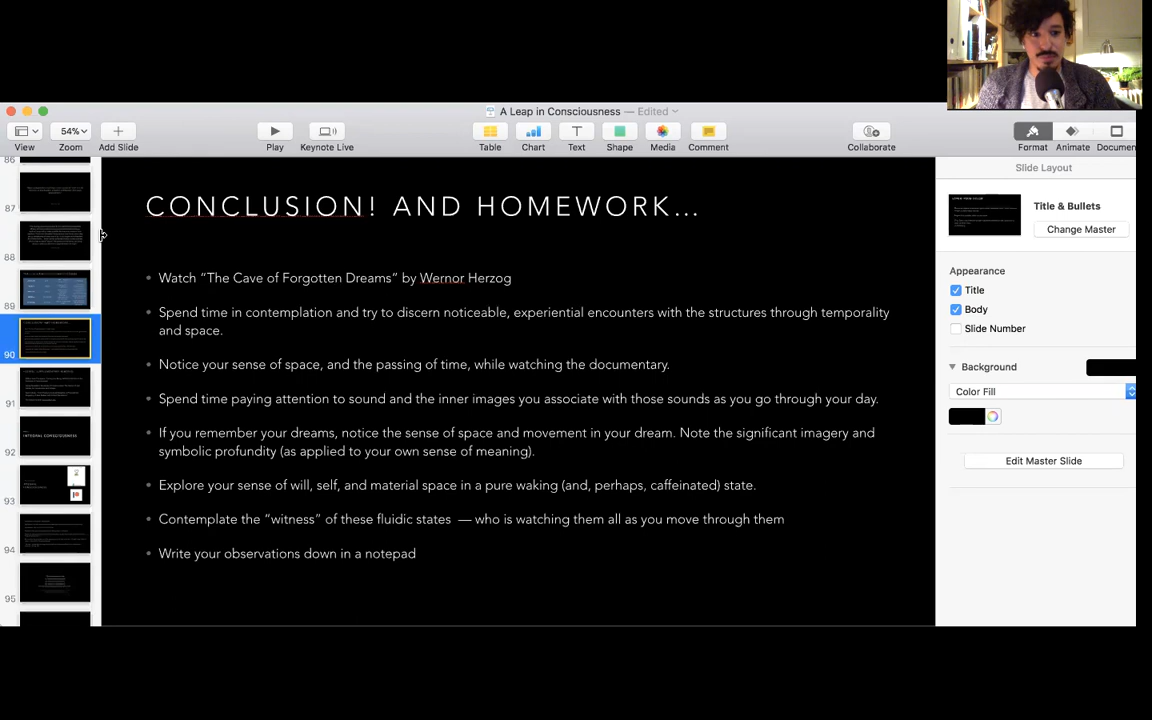 A Leap in Consciousness — Edited
54%
View
Zoom
Add Slide
Play
Keynote Live
Table
Chart
Text
Shape
Media
Comment
Collaborate
Format
Animate
Documen
86
87
88
89
90
91
92
93
94
95
CONCLUSION! AND HOMEWORK...
• Watch “The Cave of Forgotten Dreams” by Wernor Herzog
• Spend time in contemplation and try to discern noticeable, experiential encounters with the structures through temporality
and space.
• Notice your sense of space, and the passing of time, while watching the documentary.
• Spend time paying attention to sound and the inner images you associate with those sounds as you go through your day.
• If you remember your dreams, notice the sense of space and movement in your dream. Note the significant imagery and
symbolic profundity (as applied to your own sense of meaning).
• Explore your sense of will, self, and material space in a pure waking (and, perhaps, caffeinated) state.
• Contemplate the “witness” of these fluidic states — who is watching them all as you move through them
• Write your observations down in a notepad
Slide Layout
Title & Bullets
Change Master
Appearance
Title
Body
Slide Number
Background
Color Fill
Edit Master Slide